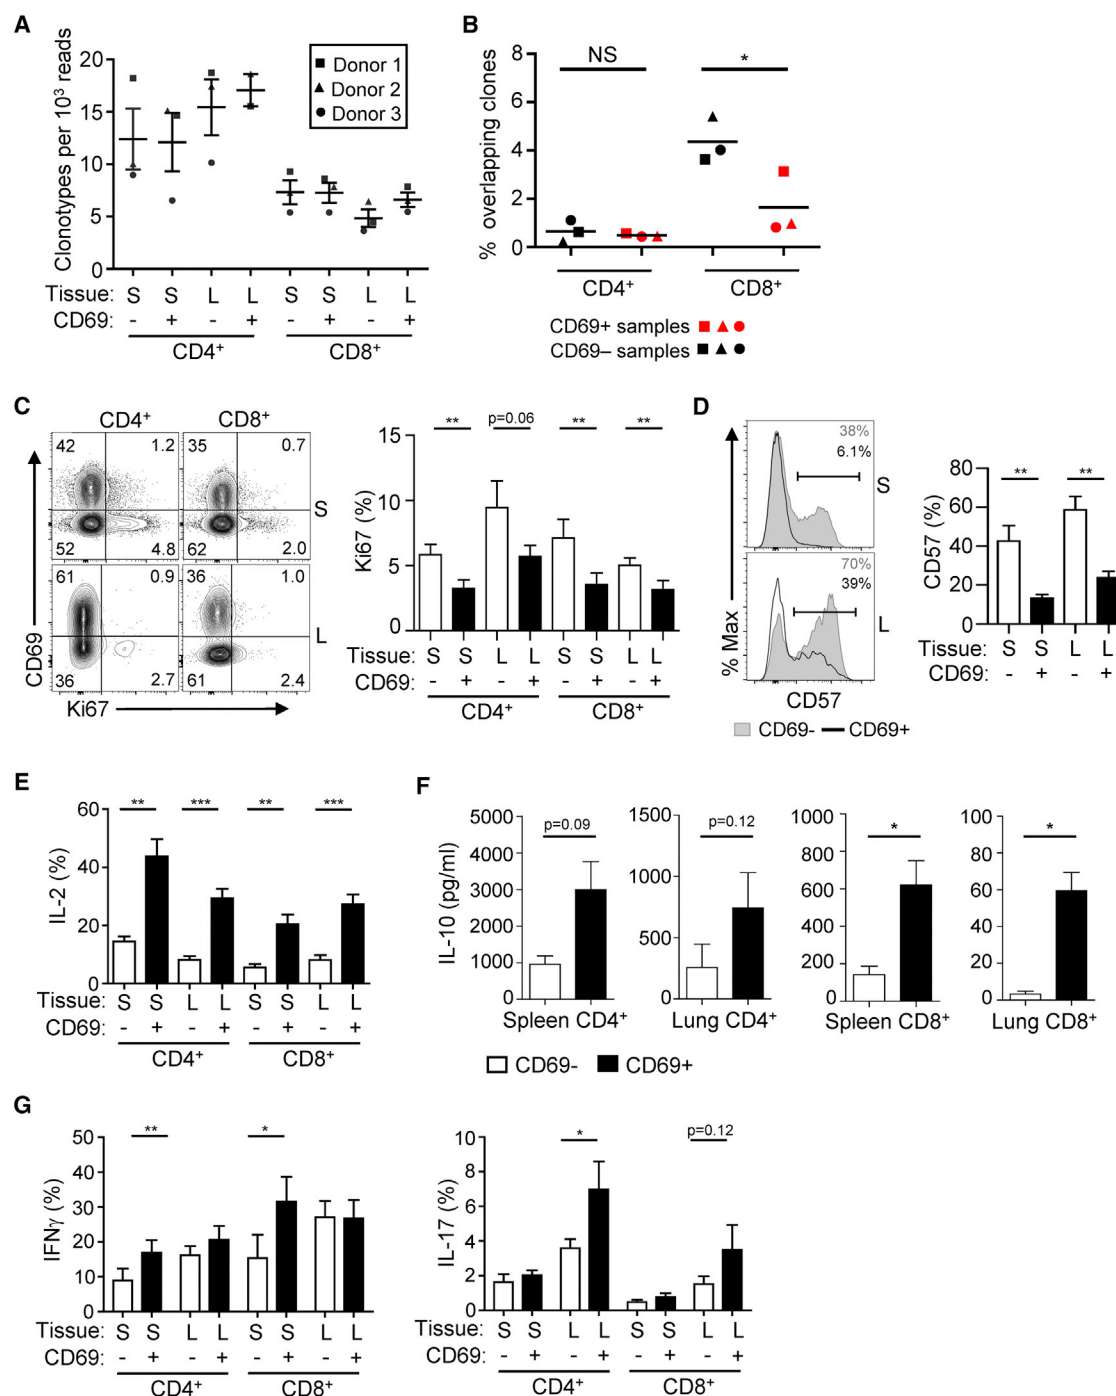 A
Clonotypes per 10³ reads
20
15
10
5
0
Donor 1
Donor 2
Donor 3
Tissue: S S L L S S L L
CD69: - + - + - + - +
CD4⁺ CD8⁺
B
% overlapping clones
8
6
4
2
0
NS *
CD4⁺ CD8⁺
CD69+ samples
CD69– samples
C
CD4⁺ CD8⁺
42 1.2 35 0.7
S
52 4.8 62 2.0
61 0.9 36 1.0
L
36 2.7 61 2.4
CD69
Ki67
Ki67 (%)
15
10
5
0
** p=0.06 ** **
Tissue: S S L L S S L L
CD69: - + - + - + - +
CD4⁺ CD8⁺
D
38%
6.1%
S
70%
39%
L
% Max
CD57
CD69- CD69+
CD57 (%)
80
60
40
20
0
** **
Tissue: S S L L
CD69: - + - +
E
IL-2 (%)
60
40
20
0
** *** ** ***
Tissue: S S L L S S L L
CD69: - + - + - + - +
CD4⁺ CD8⁺
F
IL-10 (pg/ml)
5000
4000
3000
2000
1000
0
p=0.09
Spleen CD4⁺
1500
1000
500
0
p=0.12
Lung CD4⁺
1000
800
600
400
200
0
*
Spleen CD8⁺
100
80
60
40
20
0
*
Lung CD8⁺
CD69- CD69+
G
IFNγ (%)
50
40
30
20
10
0
** *
Tissue: S S L L S S L L
CD69: - + - + - + - +
CD4⁺ CD8⁺
IL-17 (%)
10
8
6
4
2
0
* p=0.12
Tissue: S S L L S S L L
CD69: - + - + - + - +
CD4⁺ CD8⁺